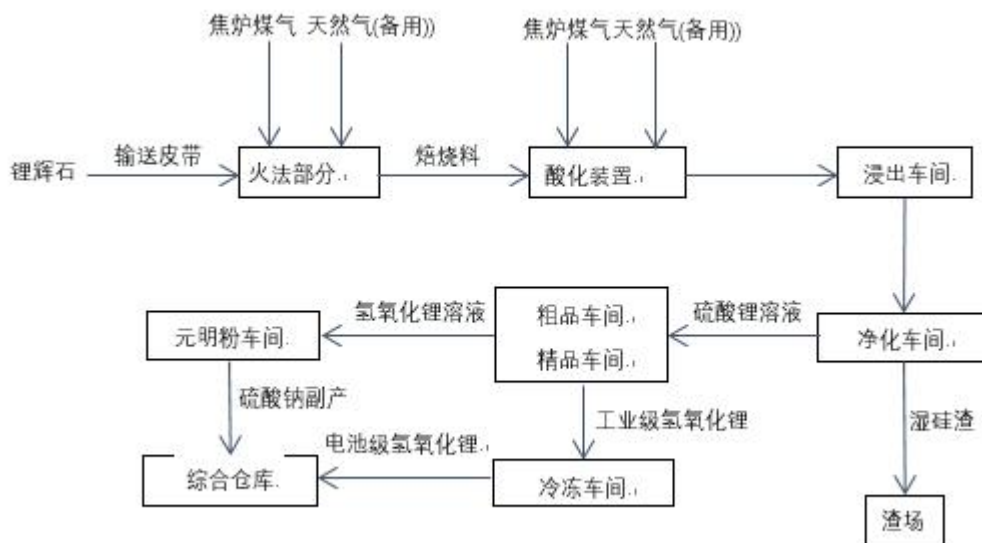 焦炉煤气 天然气(备用))
焦炉煤气天然气(备用))
锂辉石
输送皮带
火法部分.
焙烧料
酸化装置.
浸出车间.
元明粉车间.
氢氧化锂溶液
粗品车间.
精品车间.
硫酸锂溶液
净化车间.
硫酸钠副产
工业级氢氧化锂
湿硅渣
综合仓库.
电池级氢氧化锂.
冷冻车间.
渣场